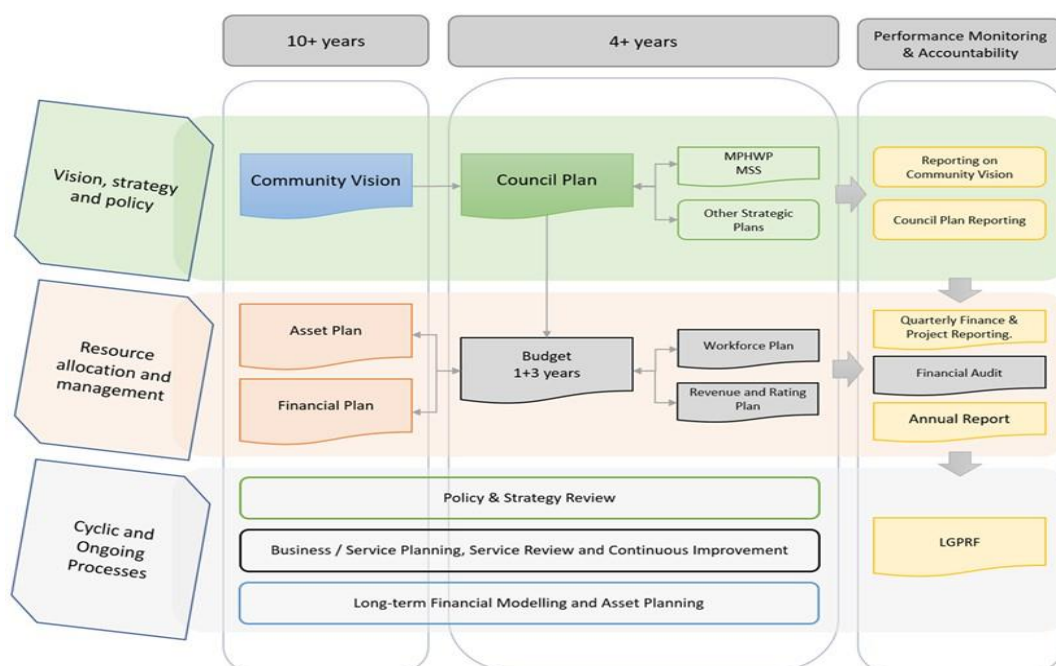 10+ years
4+ years
Performance Monitoring
& Accountability
Vision, strategy
and policy
Community Vision
Council Plan
MPHWP
MSS
Other Strategic
Plans
Reporting on
Community Vision
Council Plan Reporting
Resource
allocation and
management
Asset Plan
Financial Plan
Budget
1+3 years
Workforce Plan
Revenue and Rating
Plan
Quarterly Finance &
Project Reporting.
Financial Audit
Annual Report
Cyclic and
Ongoing
Processes
Policy & Strategy Review
Business / Service Planning, Service Review and Continuous Improvement
Long-term Financial Modelling and Asset Planning
LGPRF